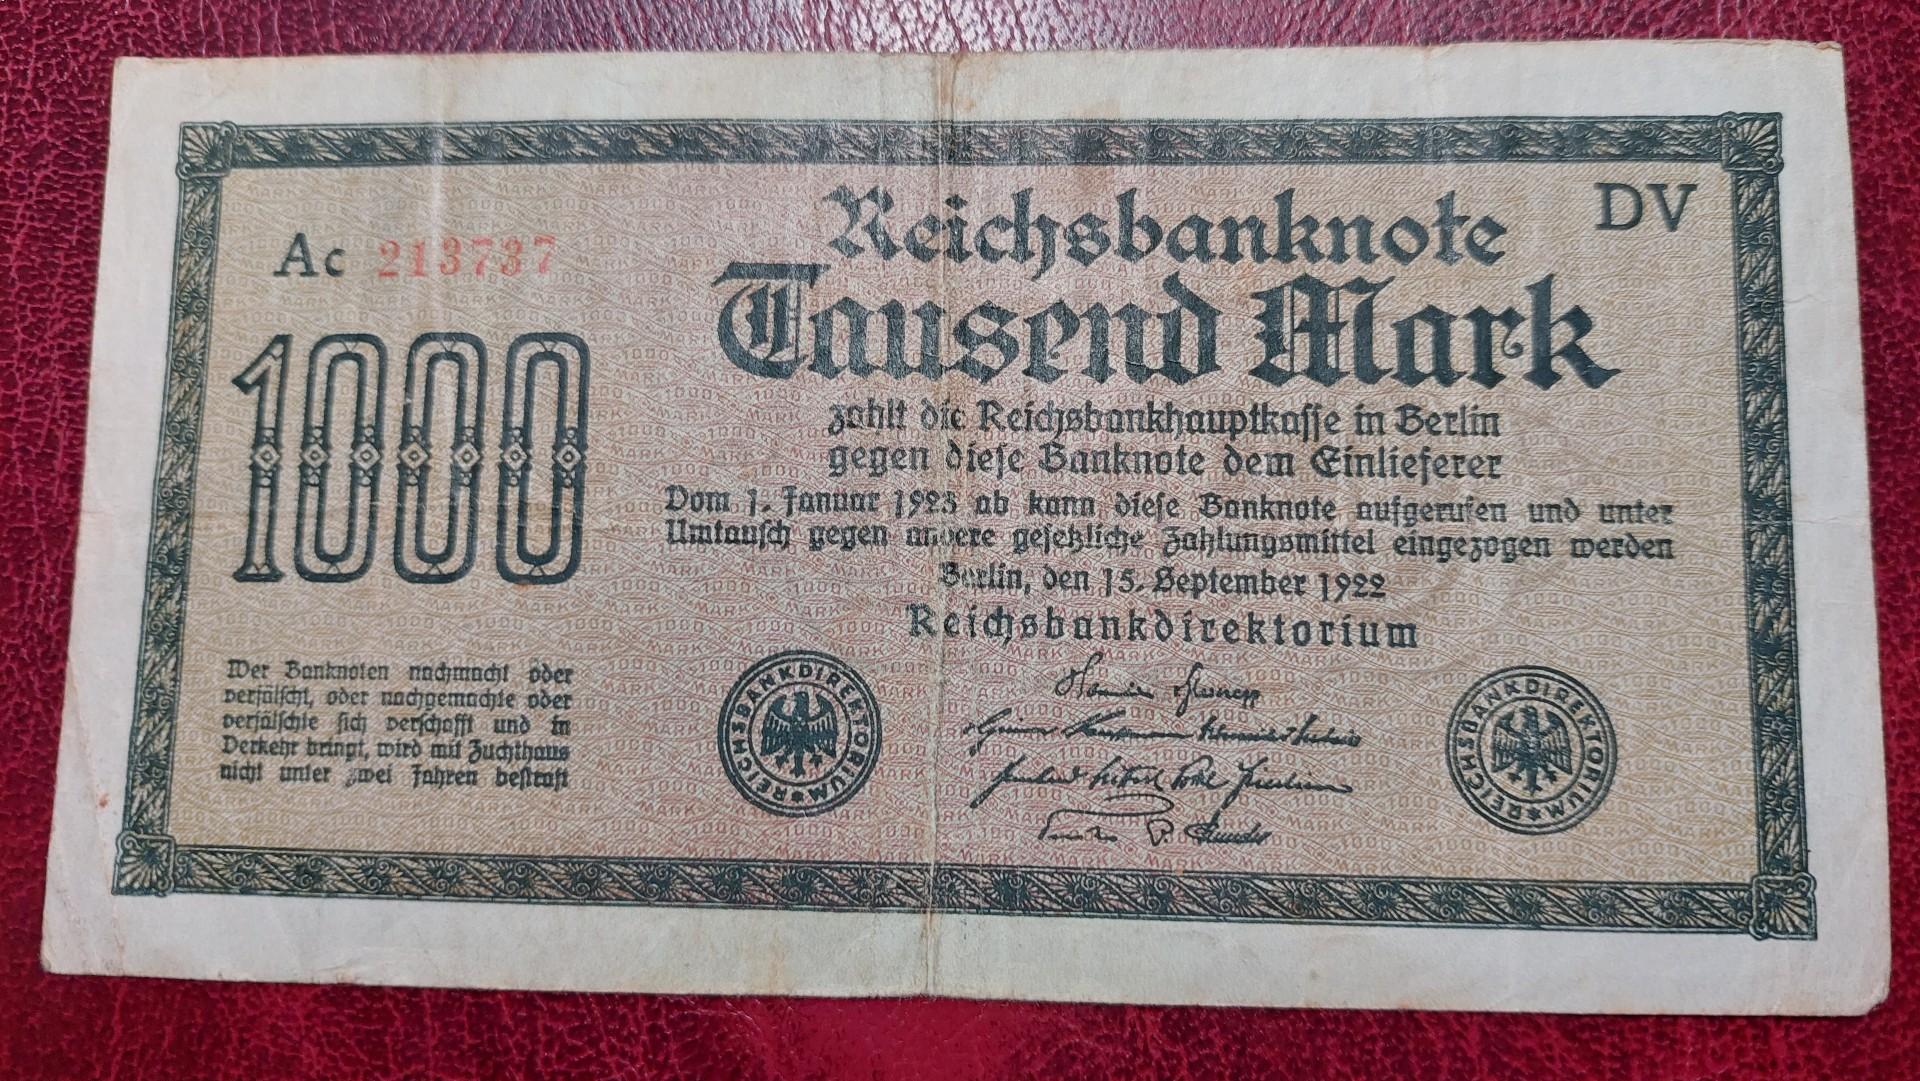 Reichsbanknote
DV
Ac 213737
Tausend Mark
1000
zahlt die Reichsbankhauptkasse in Berlin
gegen diese Banknote dem Einlieferer
Vom 1. Januar 1923 ab kann diese Banknote aufgerufen und unter
Umtausch gegen andere gesetzliche Zahlungsmittel eingezogen werden
Berlin, den 15. September 1922
Reichsbankdirektorium
Wer Banknoten nachmacht oder
verfälscht, oder nachgemachte oder
verfälschte sich verschafft und in
Verkehr bringt, wird mit Zuchthaus
nicht unter zwei Jahren bestraft
REICHSBANKDIREKTORIUM
REICHSBANKDIREKTORIUM